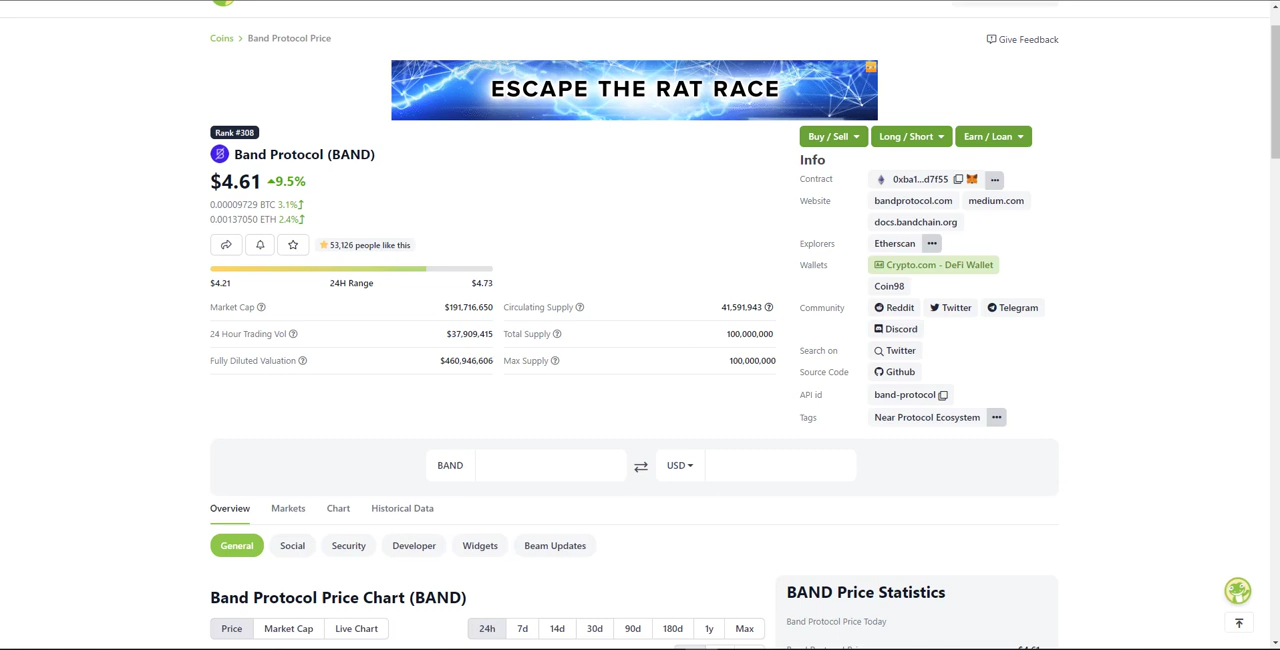 Coins > Band Protocol Price
Give Feedback
ESCAPE THE RAT RACE
Rank #308
Band Protocol (BAND)
$4.61 9.5%
0.00009729 BTC 3.1%
0.00137050 ETH 2.4%
53,126 people like this
$4.21 24H Range $4.73
Market Cap $191,716,650
24 Hour Trading Vol $37,909,415
Fully Diluted Valuation $460,946,606
Circulating Supply 41,591,943
Total Supply 100,000,000
Max Supply 100,000,000
Buy / Sell Long / Short Earn / Loan
Info
Contract 0xba1...d7f55 ...
Website bandprotocol.com medium.com
docs.bandchain.org
Explorers Etherscan ...
Wallets Ad Crypto.com - DeFi Wallet
Coin98
Community Reddit Twitter Telegram
Discord
Search on Twitter
Source Code Github
API id band-protocol
Tags Near Protocol Ecosystem ...
BAND USD
Overview Markets Chart Historical Data
General Social Security Developer Widgets Beam Updates
Band Protocol Price Chart (BAND)
Price Market Cap Live Chart 24h 7d 14d 30d 90d 180d 1y Max
BAND Price Statistics
Band Protocol Price Today